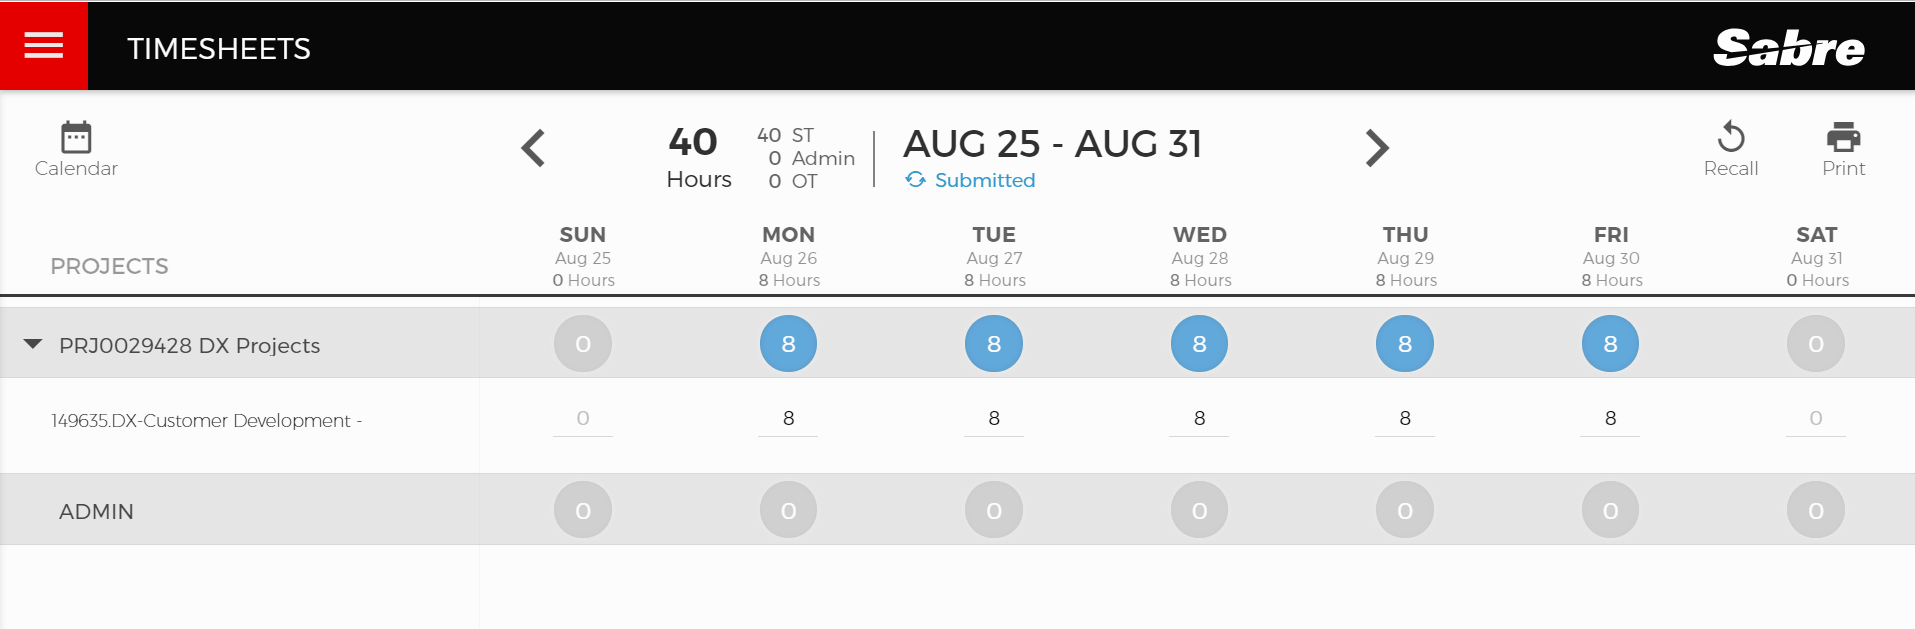 TIMESHEETS
Sabre
Calendar
40
Hours
40 ST
0 Admin
0 OT
AUG 25 - AUG 31
Submitted
Recall
Print
PROJECTS
SUN MON TUE WED THU FRI SAT
Aug 25 Aug 26 Aug 27 Aug 28 Aug 29 Aug 30 Aug 31
0 Hours 8 Hours 8 Hours 8 Hours 8 Hours 8 Hours 0 Hours
PRJ0029428 DX Projects 0 8 8 8 8 8 0
149635.DX-Customer Development - 0 8 8 8 8 8 0
ADMIN 0 0 0 0 0 0 0